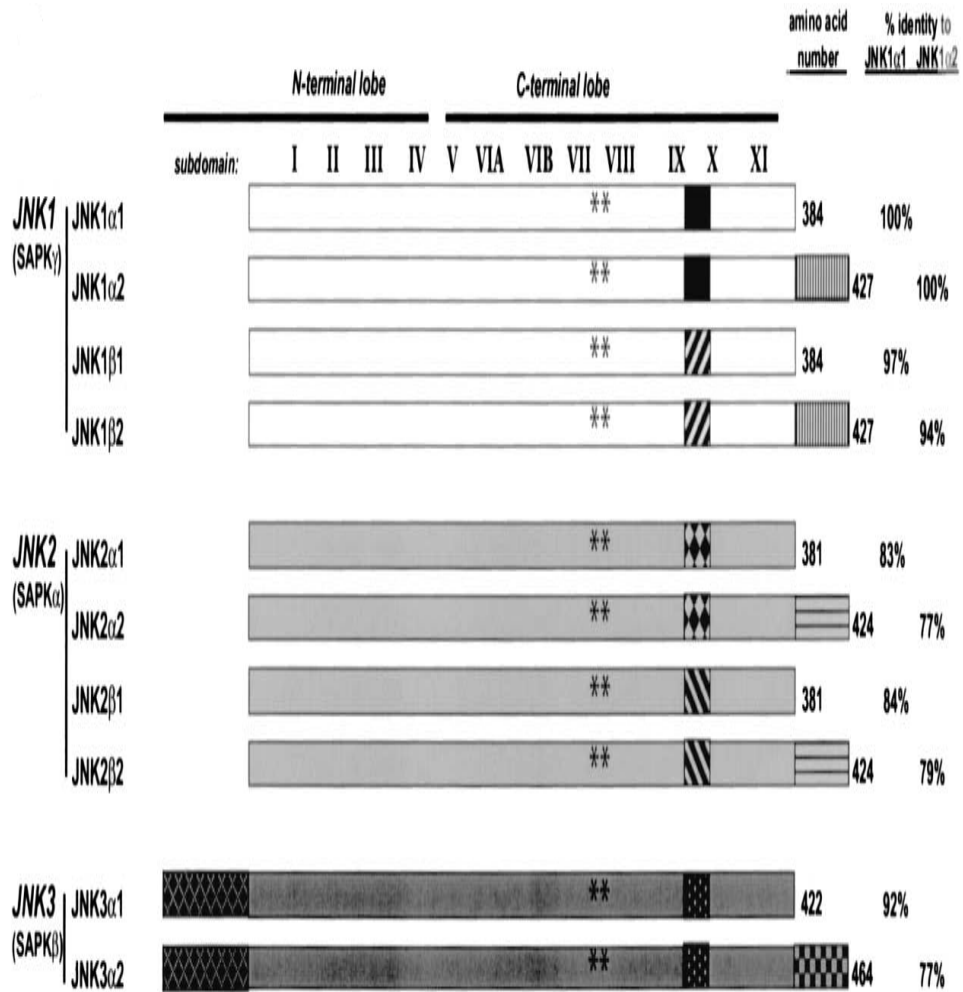 amino acid % identity to
number JNK1α1 JNK1α2
N-terminal lobe C-terminal lobe
subdomain: I II III IV V VIA VIB VII VIII IX X XI
JNK1 JNK1α1 ** 384 100%
(SAPKγ)
JNK1α2 ** 427 100%
JNK1β1 ** 384 97%
JNK1β2 ** 427 94%
JNK2 JNK2α1 ** 381 83%
(SAPKα)
JNK2α2 ** 424 77%
JNK2β1 ** 381 84%
JNK2β2 ** 424 79%
JNK3 JNK3α1 ** 422 92%
(SAPKβ)
JNK3α2 ** 464 77%